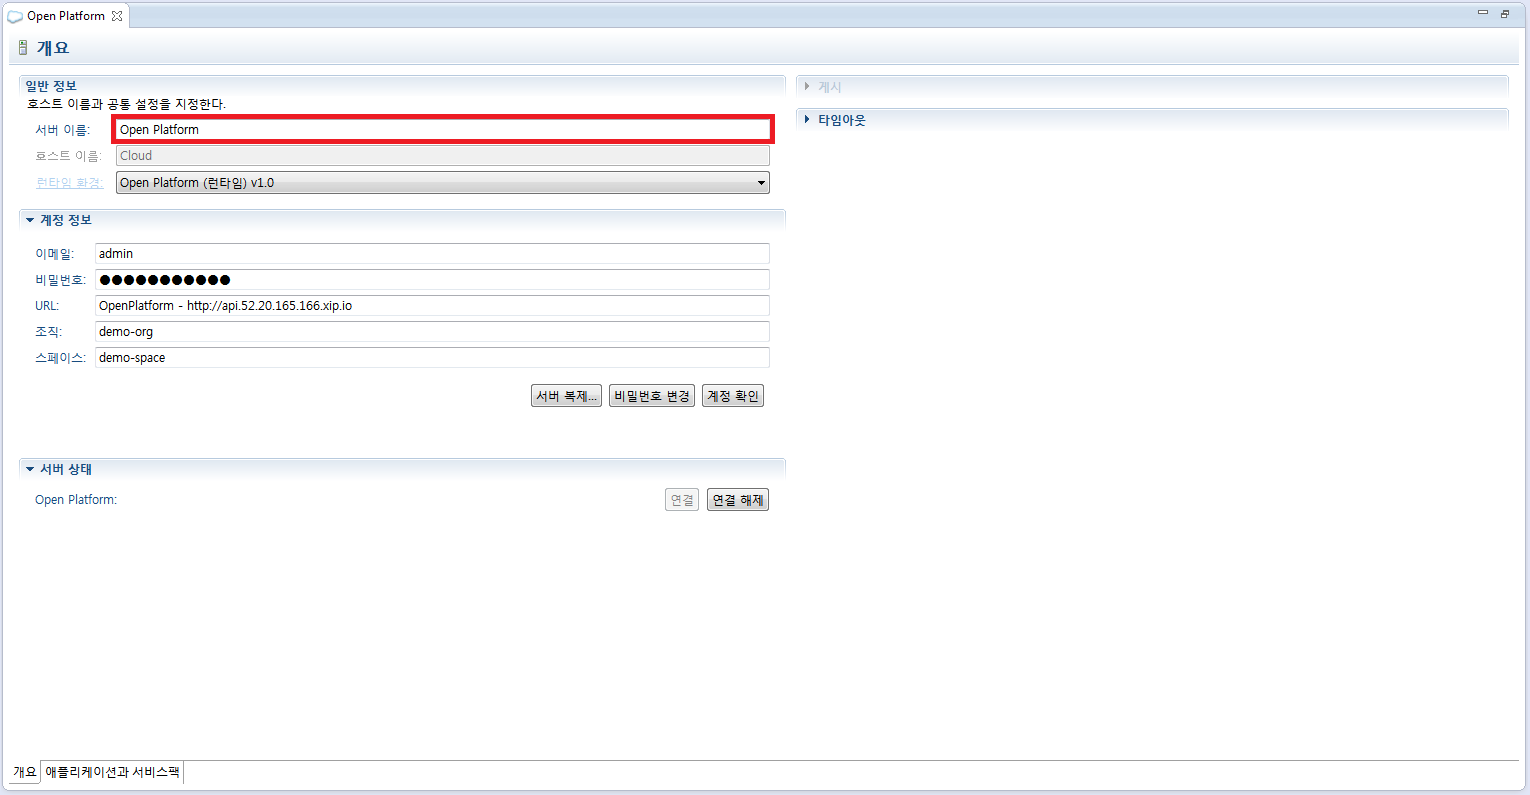 Open Platform
개요
일반 정보
호스트 이름과 공통 설정을 지정한다.
서버 이름: Open Platform
호스트 이름: Cloud
런타임 환경: Open Platform (런타임) v1.0
계정 정보
이메일: admin
비밀번호: ●●●●●●●●●●●
URL: OpenPlatform - http://api.52.20.165.166.xip.io
조직: demo-org
스페이스: demo-space
서버 복제... 비밀번호 변경 계정 확인
서버 상태
Open Platform: 연결 연결 해제
게시
타임아웃
개요 애플리케이션과 서비스팩